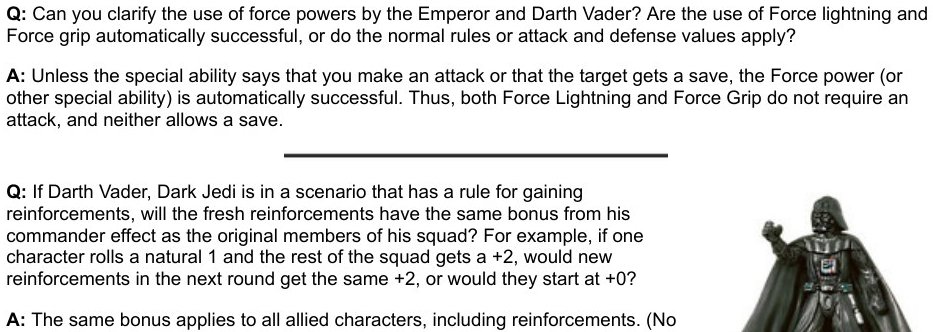 Q: Can you clarify the use of force powers by the Emperor and Darth Vader? Are the use of Force lightning and
Force grip automatically successful, or do the normal rules or attack and defense values apply?
A: Unless the special ability says that you make an attack or that the target gets a save, the Force power (or
other special ability) is automatically successful. Thus, both Force Lightning and Force Grip do not require an
attack, and neither allows a save.
Q: If Darth Vader, Dark Jedi is in a scenario that has a rule for gaining
reinforcements, will the fresh reinforcements have the same bonus from his
commander effect as the original members of his squad? For example, if one
character rolls a natural 1 and the rest of the squad gets a +2, would new
reinforcements in the next round get the same +2, or would they start at +0?
A: The same bonus applies to all allied characters, including reinforcements. (No